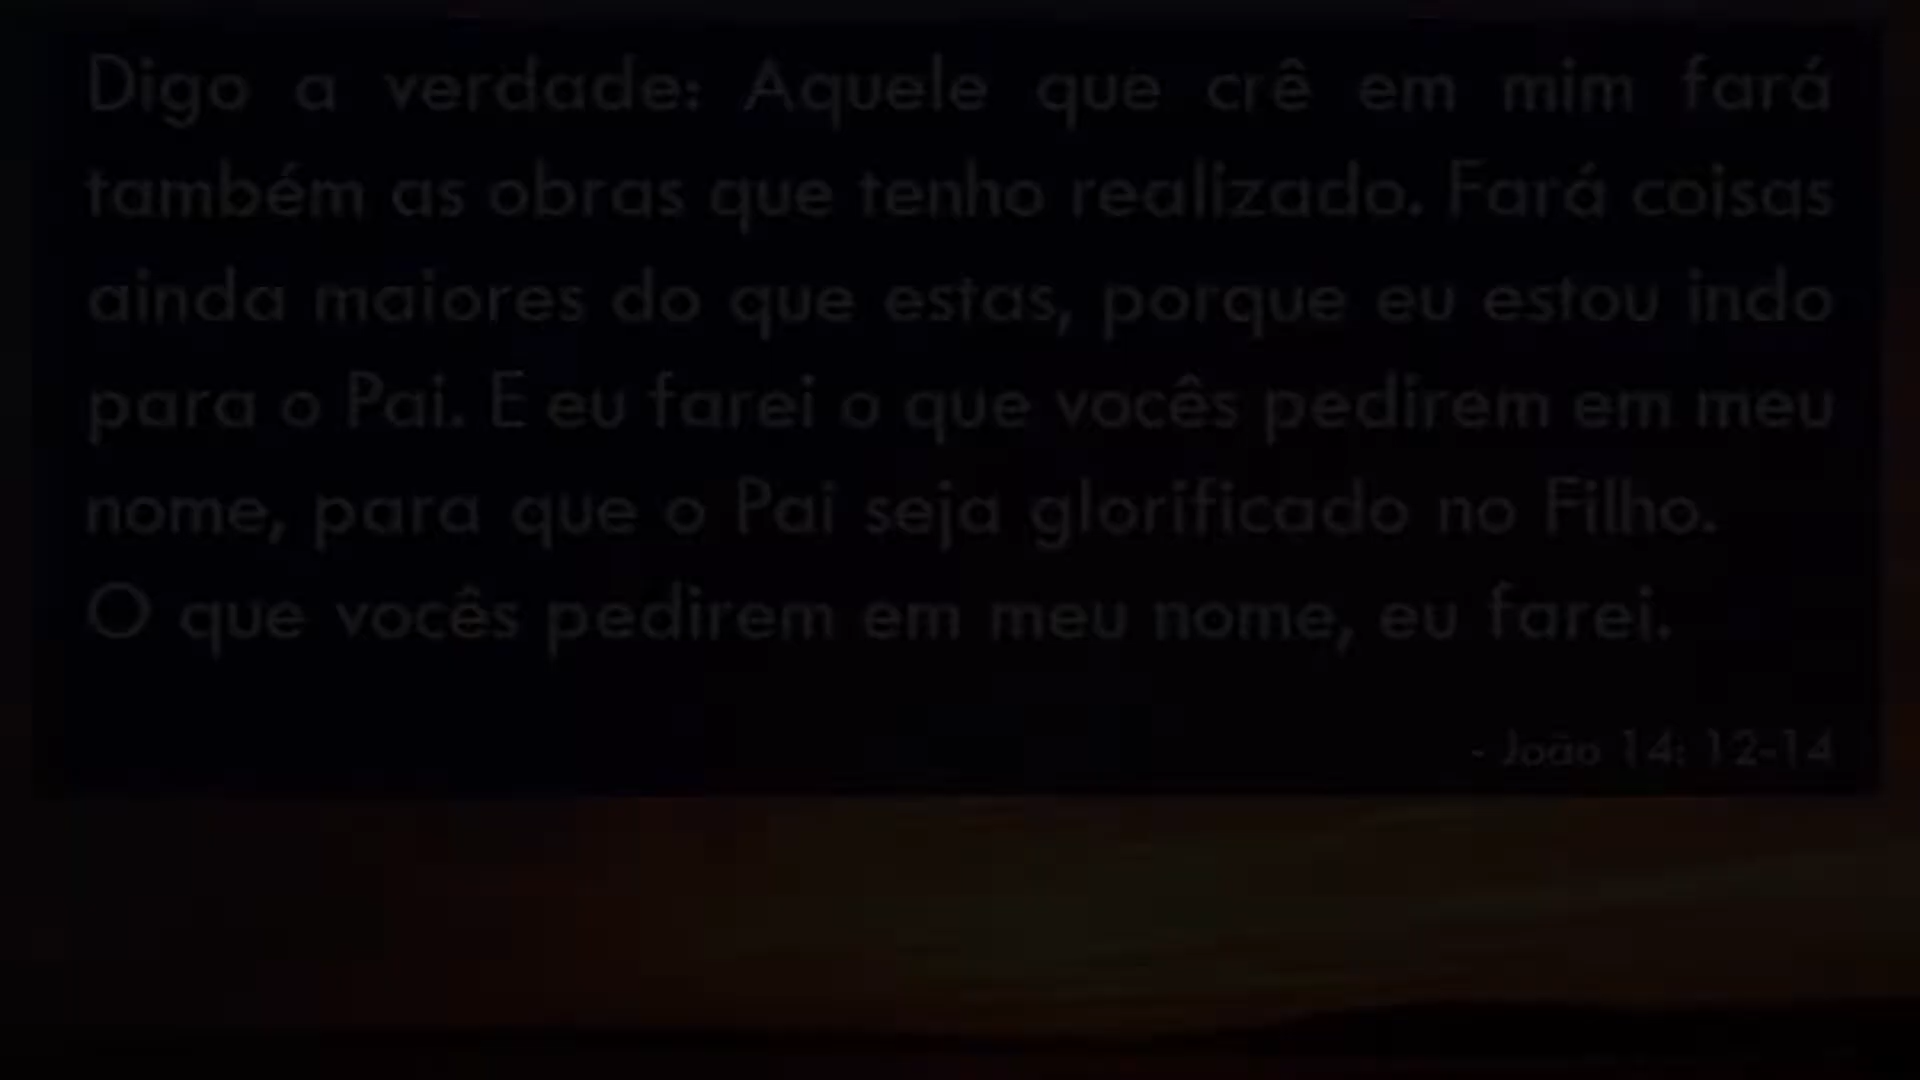 Digo a verdade: Aquele que crê em mim fará
também as obras que tenho realizado. Fará coisas
ainda maiores do que estas, porque eu estou indo
para o Pai. E eu farei o que vocês pedirem em meu
nome, para que o Pai seja glorificado no Filho.
O que vocês pedirem em meu nome, eu farei.
- João 14: 12-14